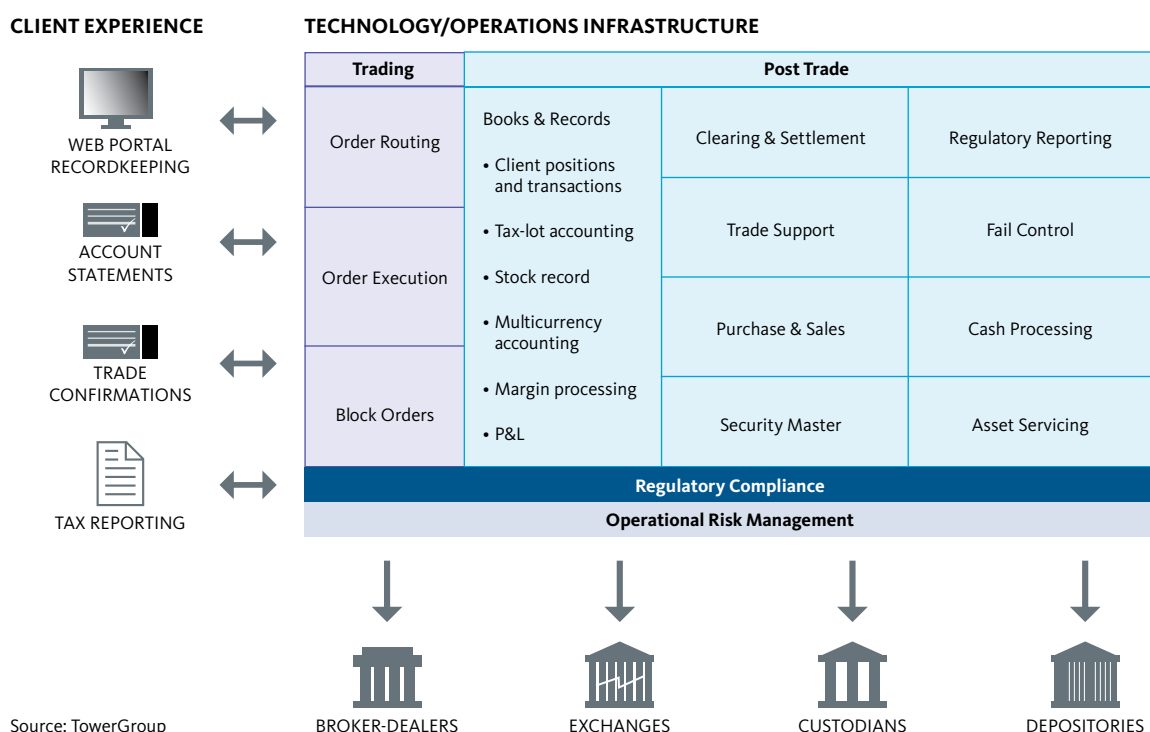 CLIENT EXPERIENCE
TECHNOLOGY/OPERATIONS INFRASTRUCTURE
WEB PORTAL
RECORDKEEPING
ACCOUNT
STATEMENTS
TRADE
CONFIRMATIONS
TAX REPORTING
Trading
Post Trade
Order Routing
Order Execution
Block Orders
Books & Records
• Client positions
and transactions
• Tax-lot accounting
• Stock record
• Multicurrency
accounting
• Margin processing
• P&L
Clearing & Settlement
Regulatory Reporting
Trade Support
Fail Control
Purchase & Sales
Cash Processing
Security Master
Asset Servicing
Regulatory Compliance
Operational Risk Management
BROKER-DEALERS
EXCHANGES
CUSTODIANS
DEPOSITORIES
Source: TowerGroup